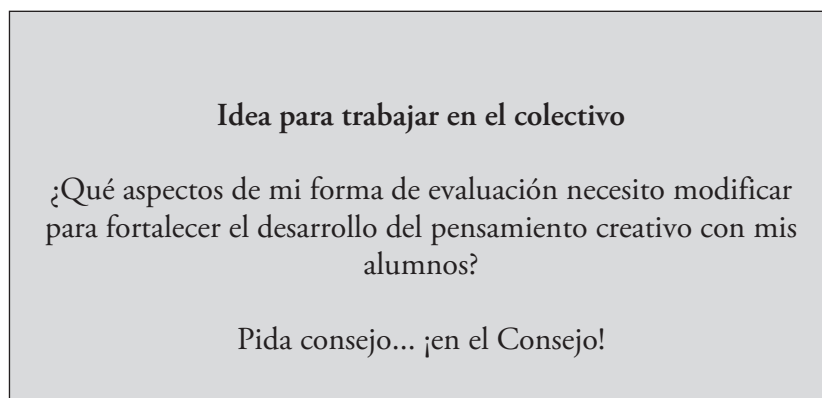 Idea para trabajar en el colectivo
¿Qué aspectos de mi forma de evaluación necesito modificar
para fortalecer el desarrollo del pensamiento creativo con mis
alumnos?
Pida consejo... ¡en el Consejo!